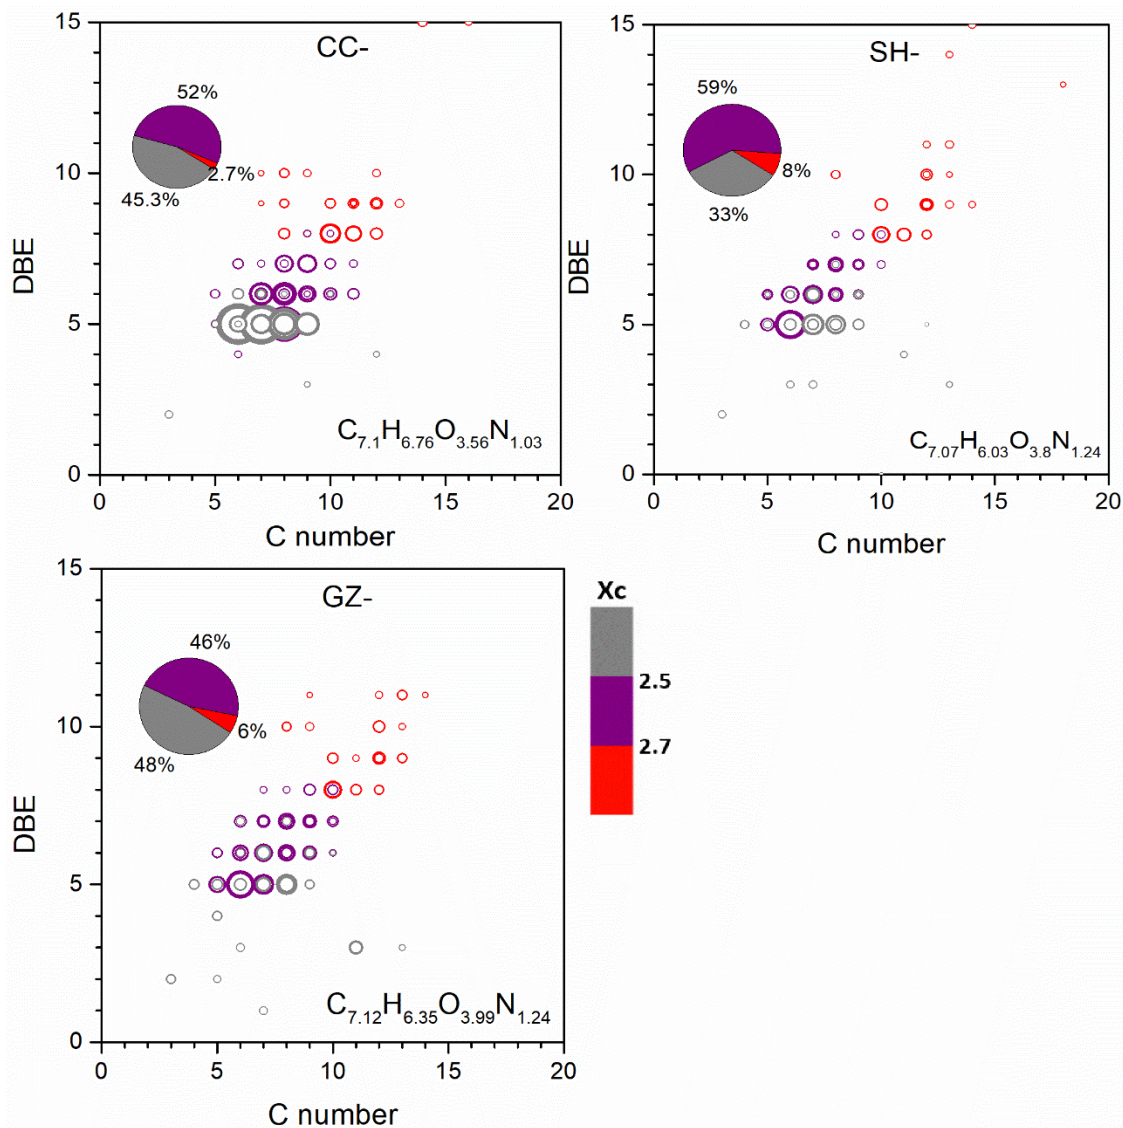 CC-
52%
2.7%
45.3%
C7.1H6.76O3.56N1.03
DBE
15
10
5
0
0 5 10 15 20
C number
SH-
59%
8%
33%
C7.07H6.03O3.8N1.24
DBE
15
10
5
0
0 5 10 15 20
C number
GZ-
46%
6%
48%
C7.12H6.35O3.99N1.24
DBE
15
10
5
0
0 5 10 15 20
C number
Xc
2.5
2.7